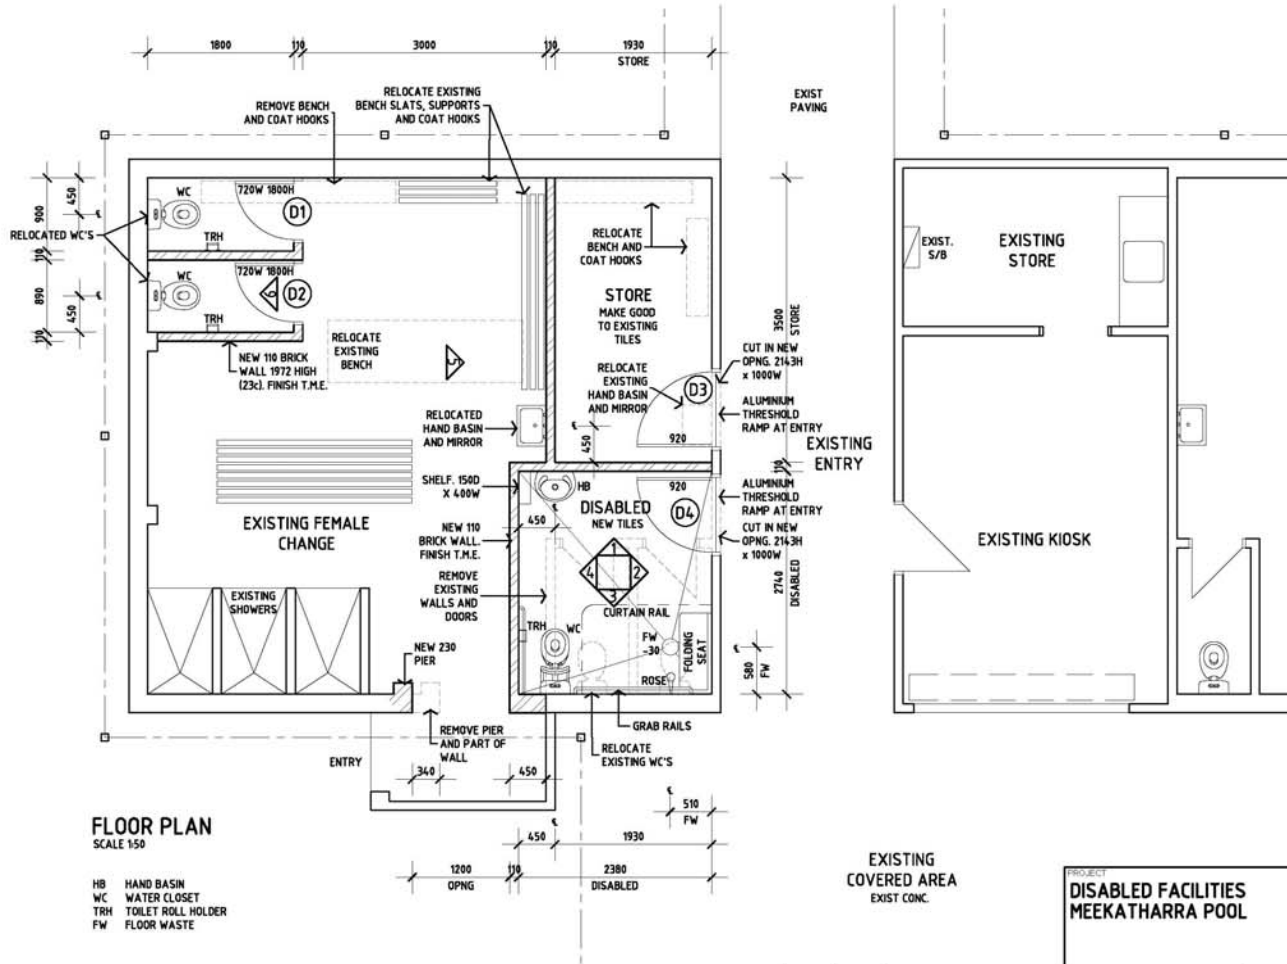 1800
110
3000
110
1930
STORE
RELOCATE EXISTING
BENCH SLATS, SUPPORTS
AND COAT HOOKS
REMOVE BENCH
AND COAT HOOKS
EXIST
PAVING
WC
720W 1800H
D1
TRH
450
900
RELOCATED WC'S
110
WC
720W 1800H
6
D2
TRH
890
450
110
NEW 110 BRICK
WALL 1972 HIGH
(23c). FINISH T.M.E.
RELOCATE
EXISTING
BENCH
5
RELOCATE
BENCH AND
COAT HOOKS
STORE
MAKE GOOD
TO EXISTING
TILES
3500
STORE
CUT IN NEW
OPNG. 2143H
x 1000W
RELOCATE
EXISTING
HAND BASIN
AND MIRROR
D3
ALUMINIUM
THRESHOLD
RAMP AT ENTRY
920
450
RELOCATED
HAND BASIN
AND MIRROR
EXISTING
ENTRY
110
SHELF. 150D
X 400W
HB
DISABLED
NEW TILES
920
D4
ALUMINIUM
THRESHOLD
RAMP AT ENTRY
CUT IN NEW
OPNG. 2143H
x 1000W
450
NEW 110
BRICK WALL.
FINISH T.M.E.
EXISTING FEMALE
CHANGE
1
4 2
3
REMOVE
EXISTING
WALLS AND
DOORS
2740
DISABLED
CURTAIN RAIL
EXISTING
SHOWERS
TRH
WC
FW
-30
FOLDING
SEAT
580
FW
NEW 230
PIER
ROSE
GRAB RAILS
REMOVE PIER
AND PART OF
WALL
RELOCATE
EXISTING WC'S
ENTRY
340
450
510
FW
450
1930
1200
OPNG
110
2380
DISABLED
EXIST.
S/B
EXISTING
STORE
EXISTING KIOSK
FLOOR PLAN
SCALE 1:50
HB HAND BASIN
WC WATER CLOSET
TRH TOILET ROLL HOLDER
FW FLOOR WASTE
EXISTING
COVERED AREA
EXIST CONC.
PROJECT
DISABLED FACILITIES
MEEKATHARRA POOL